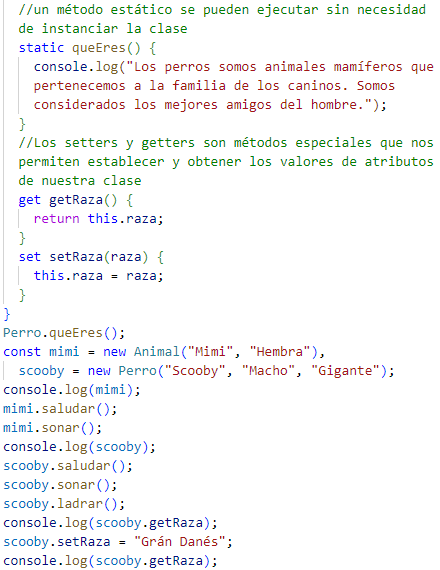 //un método estático se pueden ejecutar sin necesidad
de instanciar la clase
static queEres() {
console.log("Los perros somos animales mamíferos que
pertenecemos a la familia de los caninos. Somos
considerados los mejores amigos del hombre.");
}
//Los setters y getters son métodos especiales que nos
permiten establecer y obtener los valores de atributos
de nuestra clase
get getRaza() {
return this.raza;
}
set setRaza(raza) {
this.raza = raza;
}
}
Perro.queEres();
const mimi = new Animal("Mimi", "Hembra"),
scooby = new Perro("Scooby", "Macho", "Gigante");
console.log(mimi);
mimi.saludar();
mimi.sonar();
console.log(scooby);
scooby.saludar();
scooby.sonar();
scooby.ladrar();
console.log(scooby.getRaza);
scooby.setRaza = "Grán Danés";
console.log(scooby.getRaza);